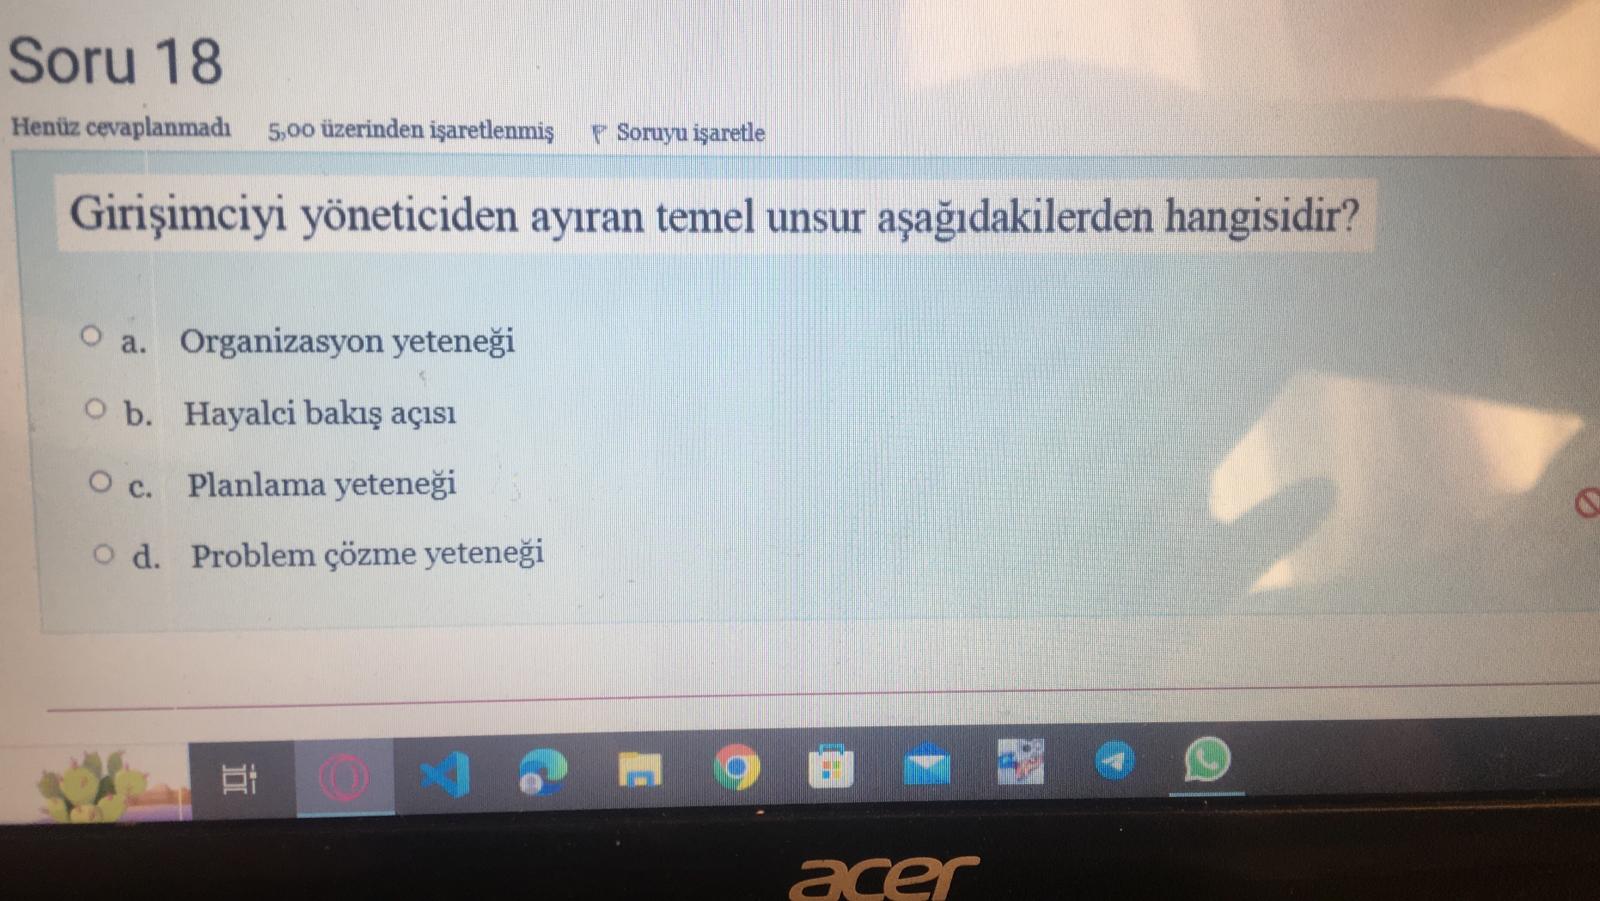 Soru 18
Henüz cevaplanmadı 5,00 üzerinden işaretlenmiş Soruyu işaretle
Girişimciyi yöneticiden ayıran temel unsur aşağıdakilerden hangisidir?
a. Organizasyon yeteneği
b. Hayalci bakış açısı
c. Planlama yeteneği
d. Problem çözme yeteneği
acer